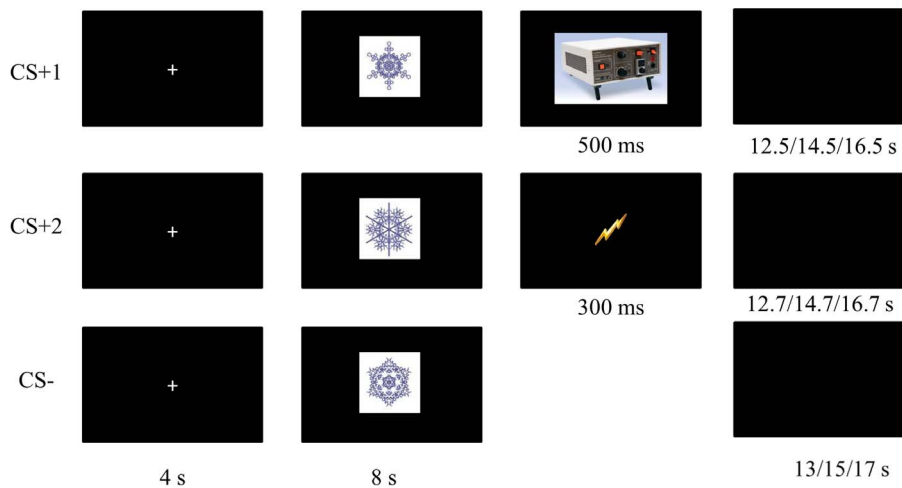 CS+1
500 ms
12.5/14.5/16.5 s
CS+2
300 ms
12.7/14.7/16.7 s
CS-
4 s
8 s
13/15/17 s